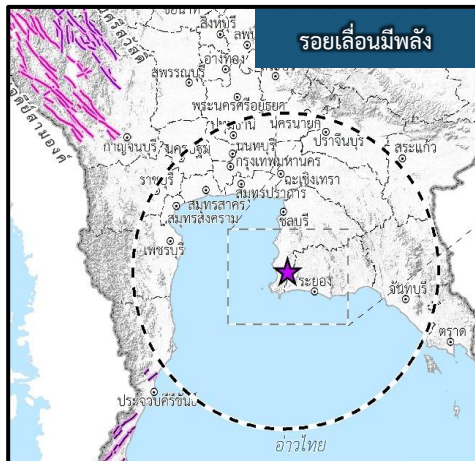 รอยเลื่อนมีพลัง
สิงห์บุรี
ลพบุรี
อ่างทอง
สุพรรณบุรี
พระนครศรีอยุธยา
นครนายก
ปราจีนบุรี
สระแก้ว
กาญจนบุรี
นครปฐม
นนทบุรี
กรุงเทพมหานคร
ฉะเชิงเทรา
ราชบุรี
สมุทรปราการ
สมุทรสาคร
สมุทรสงคราม
ชลบุรี
เพชรบุรี
ระยอง
จันทบุรี
ตราด
ประจวบคีรีขันธ์
อ่าวไทย